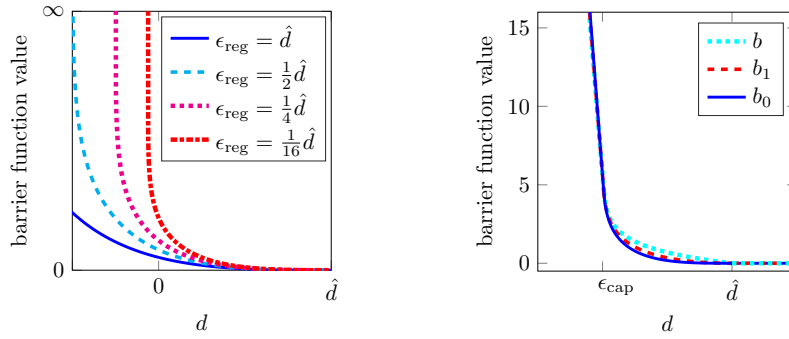 ∞
0
0
d̂
d
barrier function value
ϵreg = d̂
ϵreg = 1/2 d̂
ϵreg = 1/4 d̂
ϵreg = 1/16 d̂
15
10
5
0
ϵcap
d̂
d
barrier function value
b
b1
b0